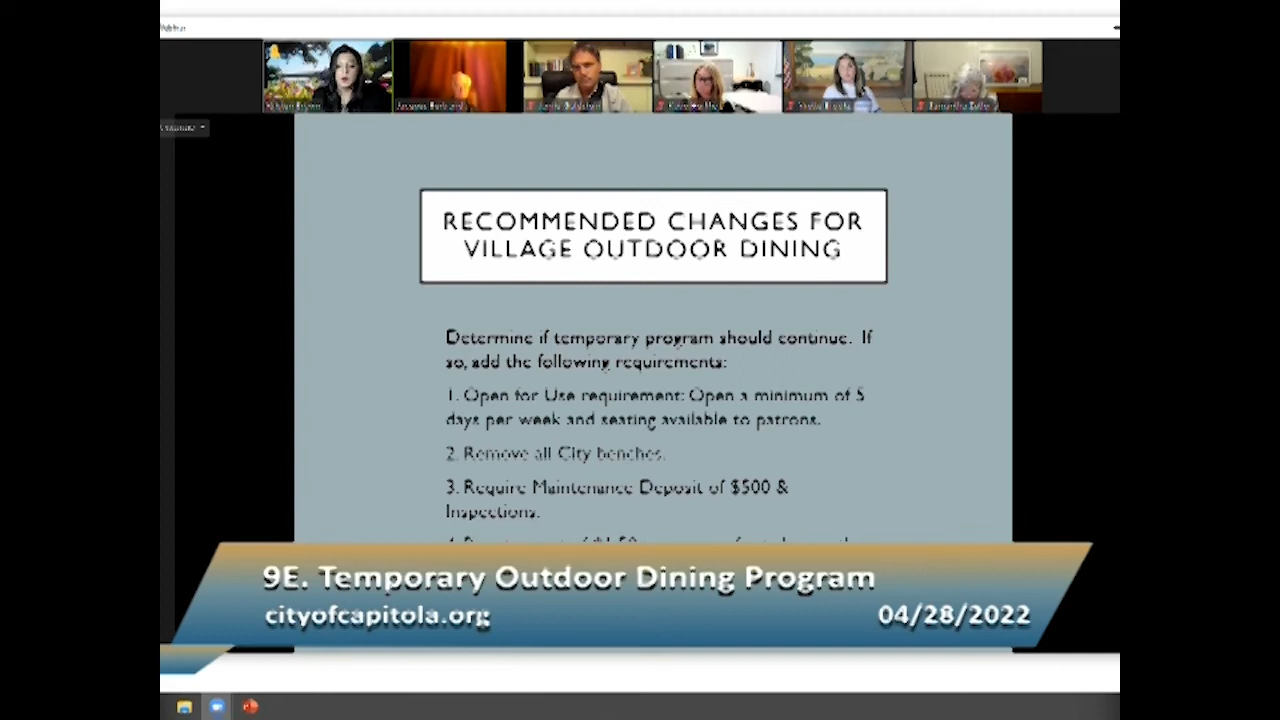 RECOMMENDED CHANGES FOR
VILLAGE OUTDOOR DINING
Determine if temporary program should continue. If
so, add the following requirements:
1. Open for Use requirement: Open a minimum of 5
days per week and seating available to patrons.
2. Remove all City benches.
3. Require Maintenance Deposit of $500 &
Inspections.
9E. Temporary Outdoor Dining Program
cityofcapitola.org
04/28/2022